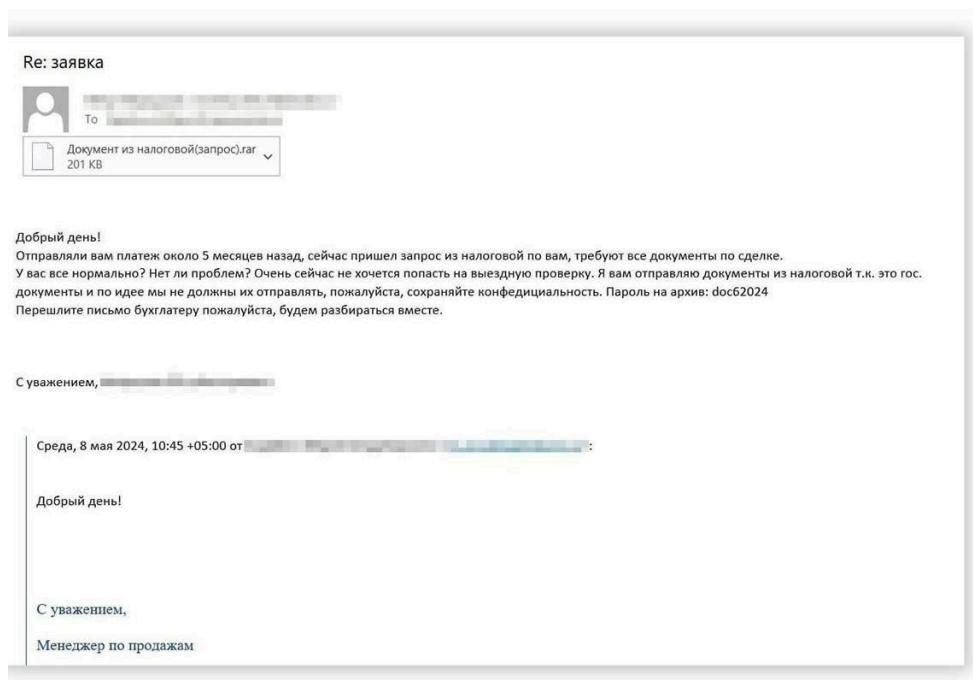 Re: заявка
To
Документ из налоговой(запрос).rar
201 KB
Добрый день!
Отправляли вам платеж около 5 месяцев назад, сейчас пришел запрос из налоговой по вам, требуют все документы по сделке.
У вас все нормально? Нет ли проблем? Очень сейчас не хочется попасть на выездную проверку. Я вам отправляю документы из налоговой т.к. это гос.
документы и по идее мы не должны их отправлять, пожалуйста, сохраняйте конфедициальность. Пароль на архив: doc62024
Перешлите письмо бухглатеру пожалуйста, будем разбираться вместе.
С уважением,
Среда, 8 мая 2024, 10:45 +05:00 от :
Добрый день!
С уважением,
Менеджер по продажам